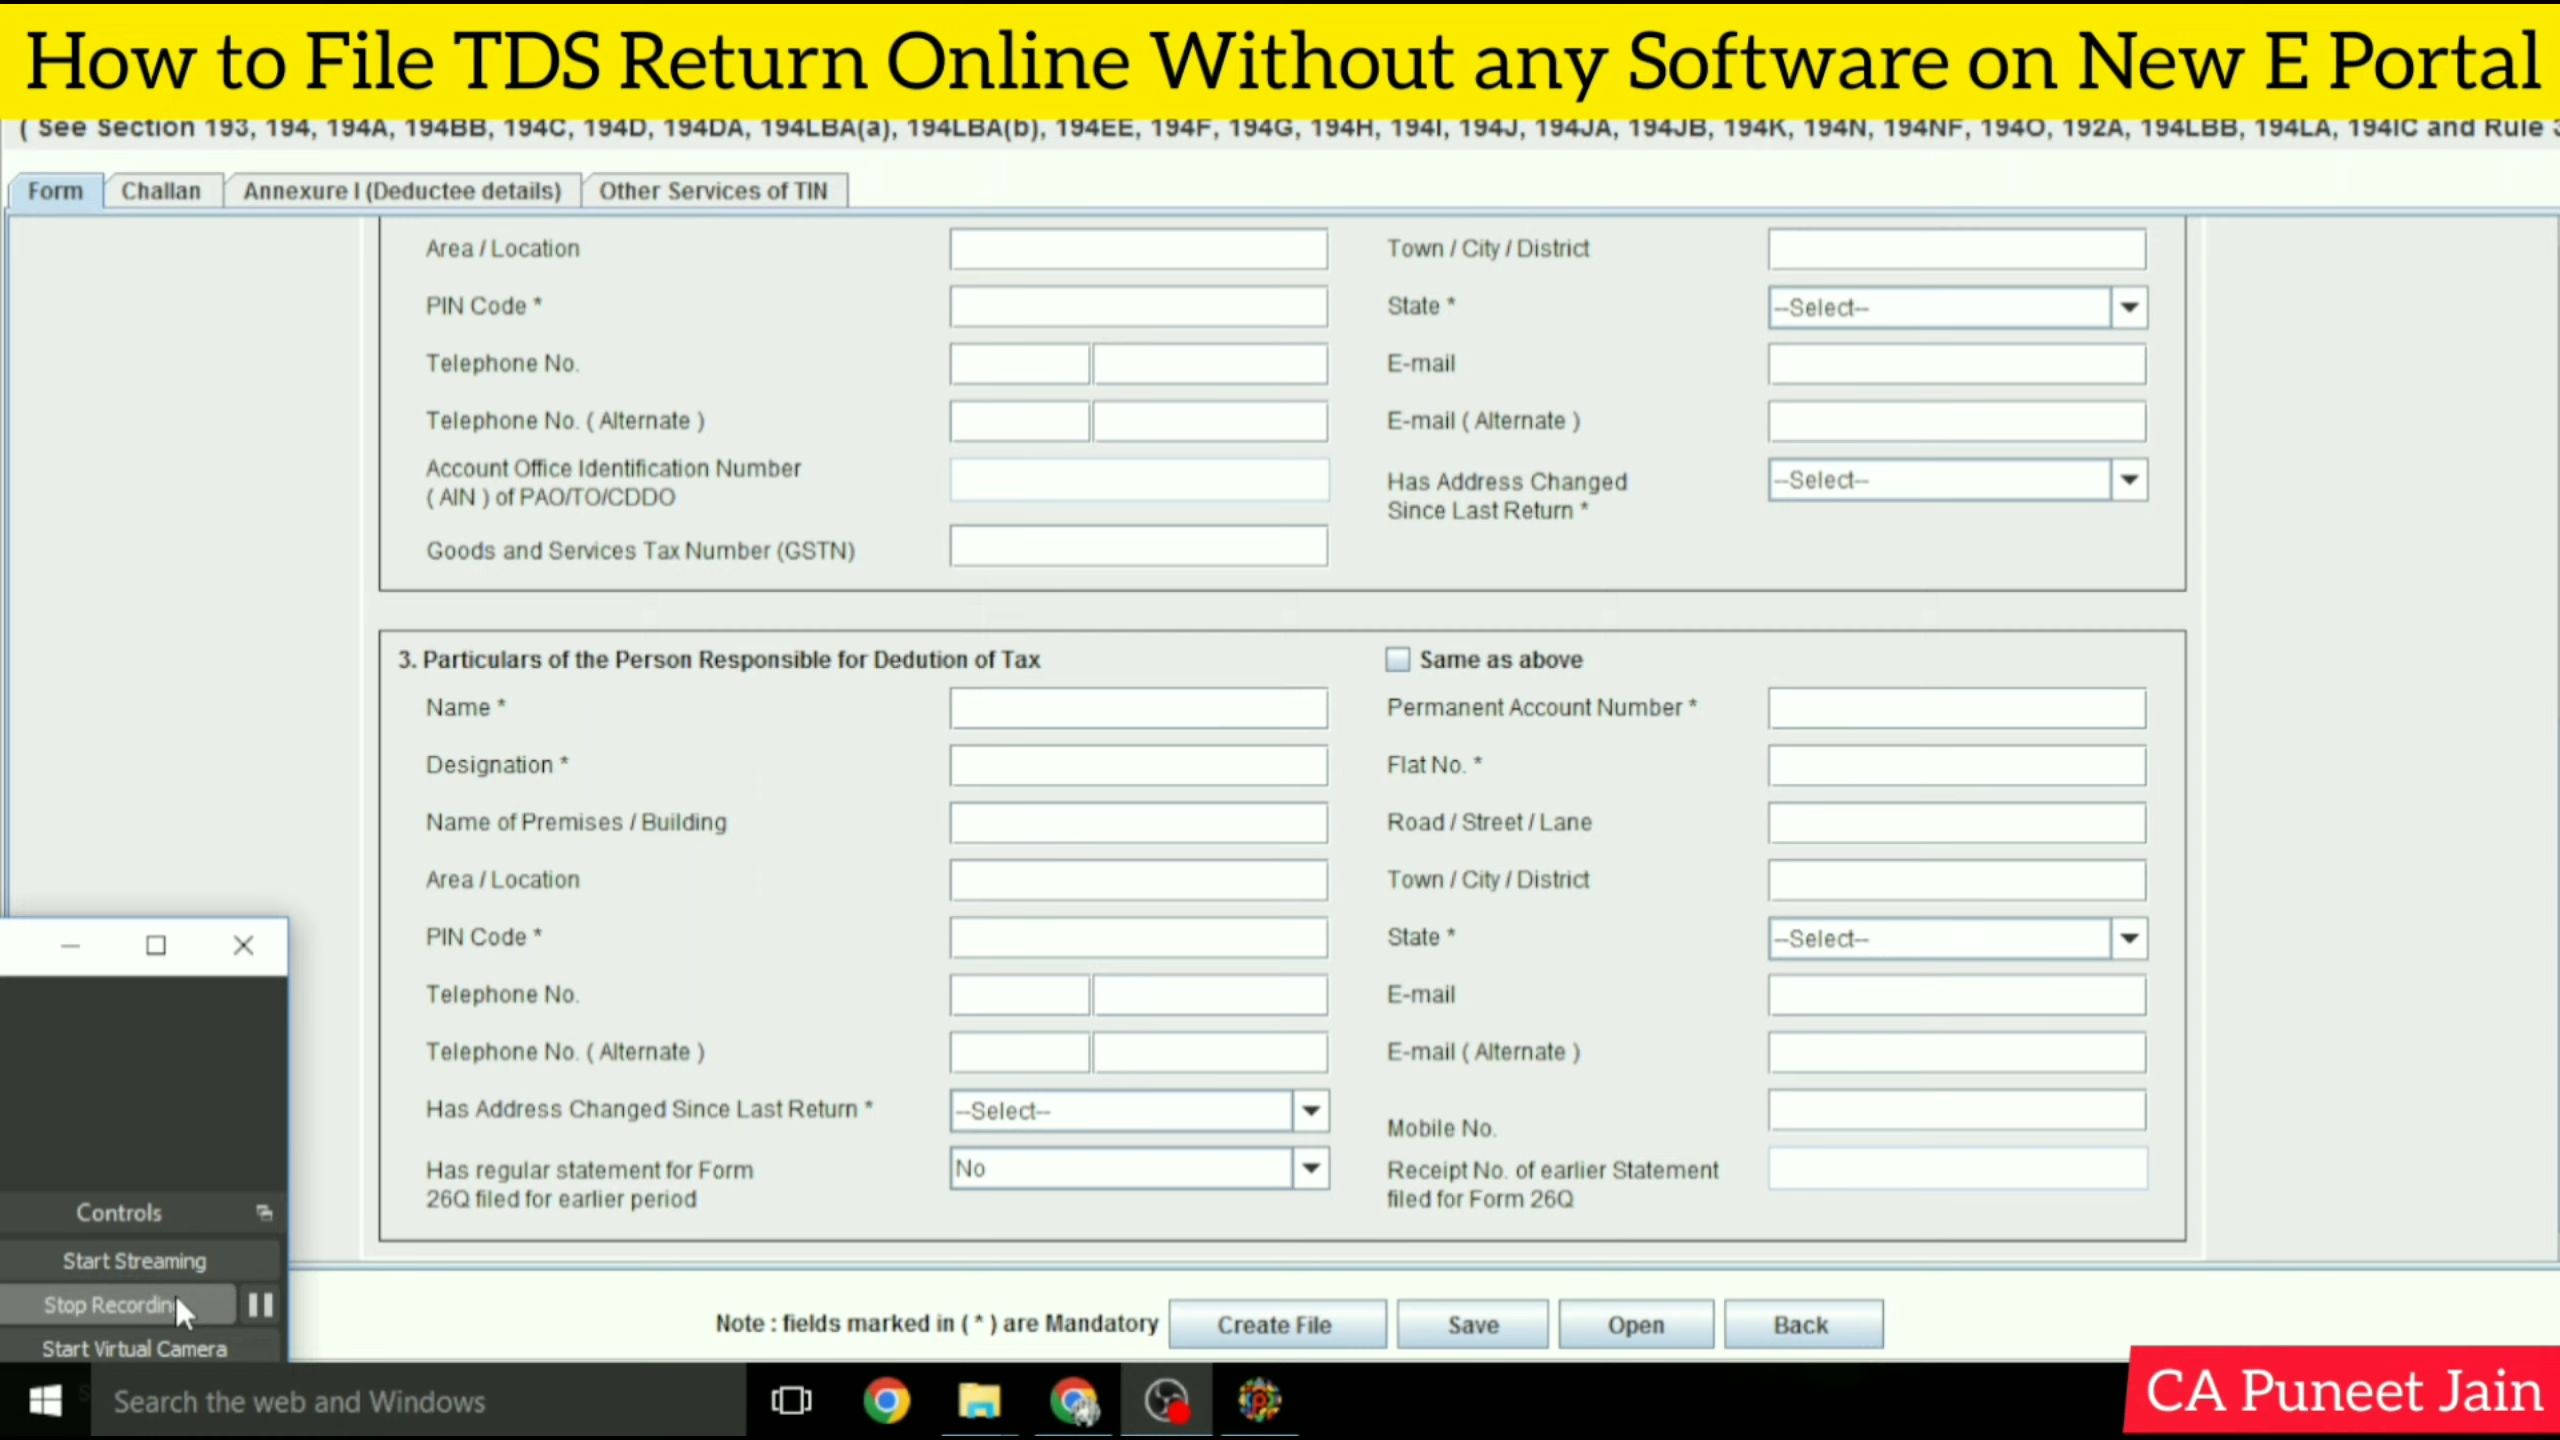 How to File TDS Return Online Without any Software on New E Portal
( See Section 193, 194, 194A, 194BB, 194C, 194D, 194DA, 194LBA(a), 194LBA(b), 194EE, 194F, 194G, 194H, 194I, 194J, 194JA, 194JB, 194K, 194N, 194NF, 194O, 192A, 194LBB, 194LA, 194IC and Rule 3
Form Challan Annexure I (Deductee details) Other Services of TIN
Area / Location Town / City / District
PIN Code * State * --Select--
Telephone No. E-mail
Telephone No. ( Alternate ) E-mail ( Alternate )
Account Office Identification Number
( AIN ) of PAO/TO/CDDO
Has Address Changed
Since Last Return * --Select--
Goods and Services Tax Number (GSTN)
3. Particulars of the Person Responsible for Dedution of Tax Same as above
Name * Permanent Account Number *
Designation * Flat No. *
Name of Premises / Building Road / Street / Lane
Area / Location Town / City / District
PIN Code * State * --Select--
Telephone No. E-mail
Telephone No. ( Alternate ) E-mail ( Alternate )
Has Address Changed Since Last Return * --Select-- Mobile No.
Has regular statement for Form
26Q filed for earlier period No
Receipt No. of earlier Statement
filed for Form 26Q
Controls
Start Streaming
Stop Recording
Start Virtual Camera
Note : fields marked in ( * ) are Mandatory Create File Save Open Back
Search the web and Windows
CA Puneet Jain